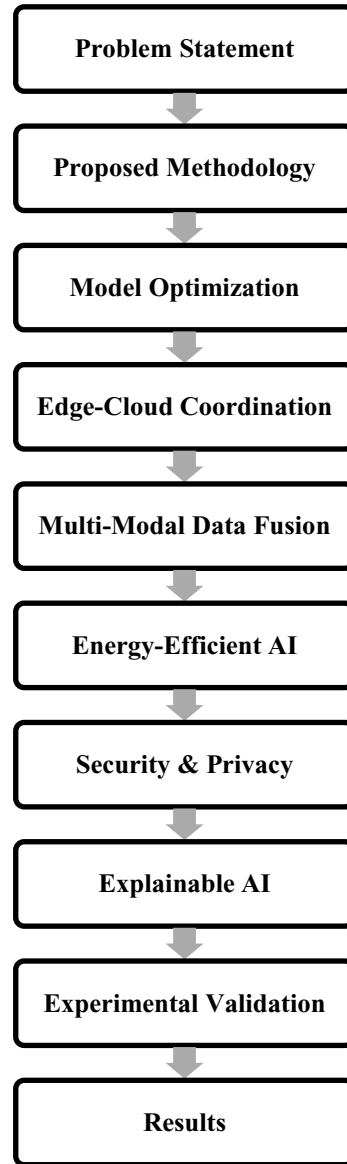 Problem Statement
Proposed Methodology
Model Optimization
Edge-Cloud Coordination
Multi-Modal Data Fusion
Energy-Efficient AI
Security & Privacy
Explainable AI
Experimental Validation
Results